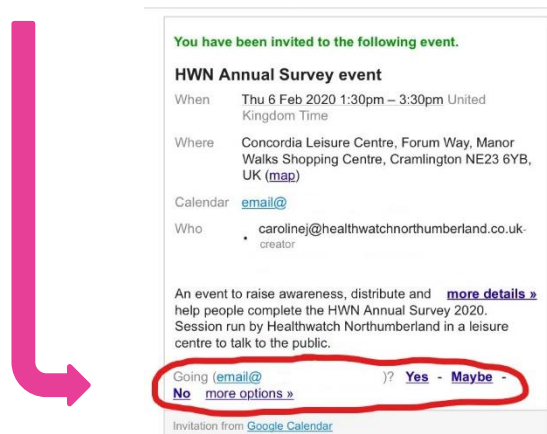 You have been invited to the following event.
HWN Annual Survey event
When Thu 6 Feb 2020 1:30pm – 3:30pm United
Kingdom Time
Where Concordia Leisure Centre, Forum Way, Manor
Walks Shopping Centre, Cramlington NE23 6YB,
UK (map)
Calendar email@
Who • carolinej@healthwatchnorthumberland.co.uk-
creator
An event to raise awareness, distribute and more details »
help people complete the HWN Annual Survey 2020.
Session run by Healthwatch Northumberland in a leisure
centre to talk to the public.
Going (email@ )? Yes - Maybe -
No more options »
Invitation from Google Calendar